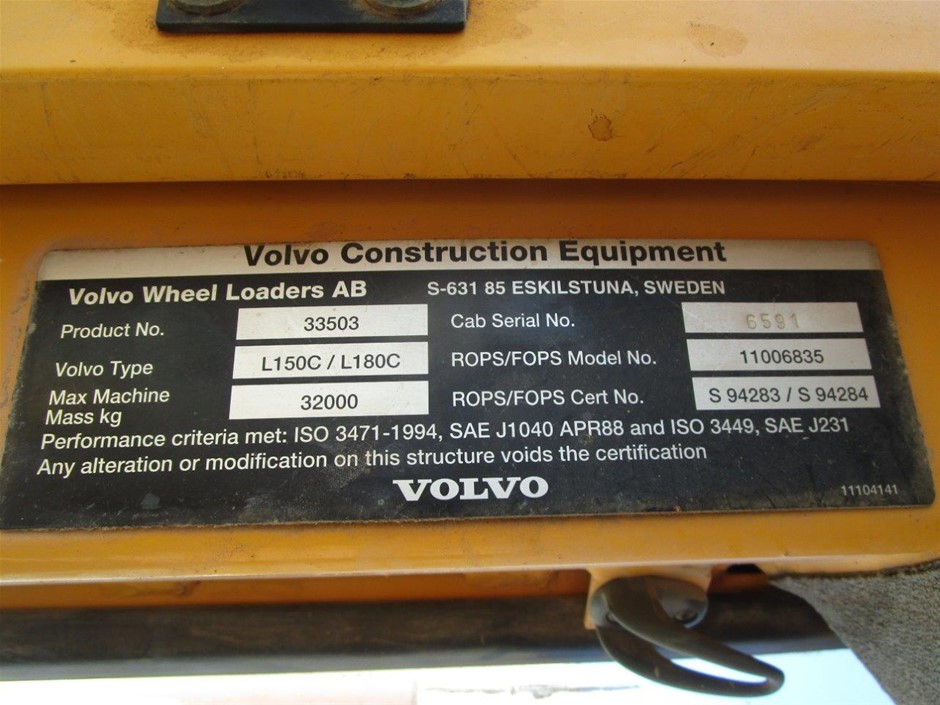 Volvo Construction Equipment
Volvo Wheel Loaders AB S-631 85 ESKILSTUNA, SWEDEN
Product No. 33503 Cab Serial No. 6591
Volvo Type L150C / L180C ROPS/FOPS Model No. 11006835
Max Machine
Mass kg 32000 ROPS/FOPS Cert No. S 94283 / S 94284
Performance criteria met: ISO 3471-1994, SAE J1040 APR88 and ISO 3449, SAE J231
Any alteration or modification on this structure voids the certification
VOLVO
11104141